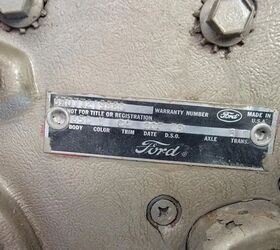 NOT FOR TITLE OR REGISTRATION WARRANTY NUMBER Ford MADE IN U.S.A.
BODY COLOR TRIM DATE D.S.O. AXLE TRANS.
Ford